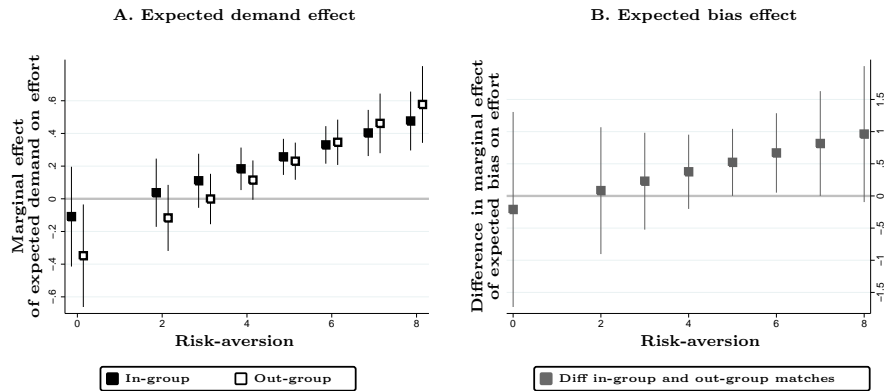 A. Expected demand effect
Marginal effect
of expected demand on effort
.6
.4
.2
0
-.2
-.4
-.6
0 2 4 6 8
Risk-aversion
In-group Out-group
B. Expected bias effect
Difference in marginal effect
of expected bias on effort
1.5
1
.5
0
-.5
-1
-1.5
0 2 4 6 8
Risk-aversion
Diff in-group and out-group matches